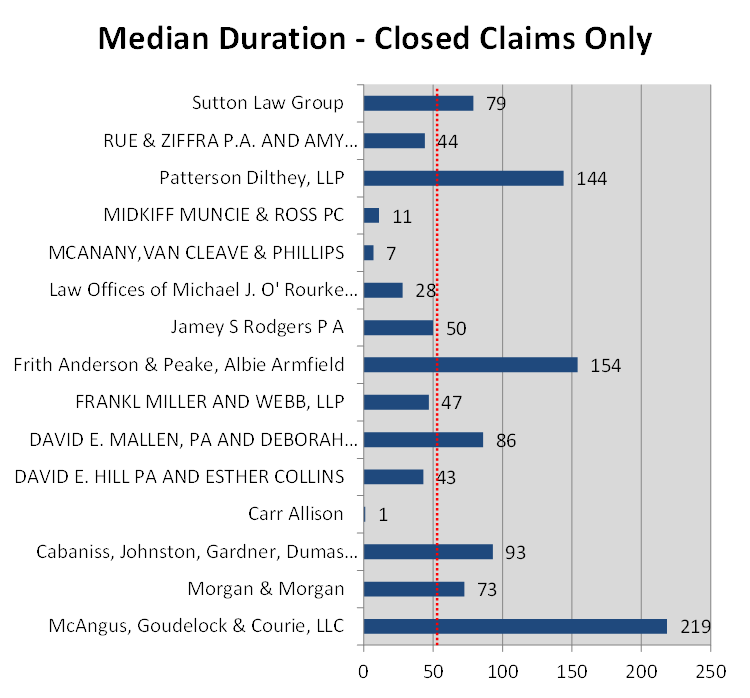 Median Duration - Closed Claims Only
Sutton Law Group 79
RUE & ZIFFRA P.A. AND AMY... 44
Patterson Dilthey, LLP 144
MIDKIFF MUNCIE & ROSS PC 11
MCANANY,VAN CLEAVE & PHILLIPS 7
Law Offices of Michael J. O' Rourke... 28
Jamey S Rodgers P A 50
Frith Anderson & Peake, Albie Armfield 154
FRANKL MILLER AND WEBB, LLP 47
DAVID E. MALLEN, PA AND DEBORAH... 86
DAVID E. HILL PA AND ESTHER COLLINS 43
Carr Allison 1
Cabaniss, Johnston, Gardner, Dumas... 93
Morgan & Morgan 73
McAngus, Goudelock & Courie, LLC 219
0 50 100 150 200 250